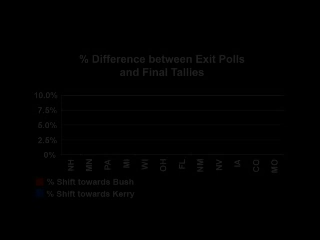 % Difference between Exit Polls
and Final Tallies
10.0%
7.5%
5.0%
2.5%
0%
NH MN PA MI WI OH FL NM NV IA CO MO
% Shift towards Bush
% Shift towards Kerry